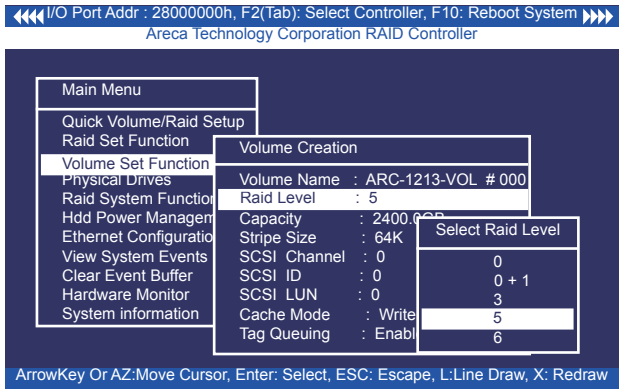 I/O Port Addr : 28000000h, F2(Tab): Select Controller, F10: Reboot System
Areca Technology Corporation RAID Controller
Main Menu
Quick Volume/Raid Setup
Raid Set Function
Volume Set Function
Physical Drives
Raid System Function
Hdd Power Managem
Ethernet Configuratio
View System Events
Clear Event Buffer
Hardware Monitor
System information
Volume Creation
Volume Name : ARC-1213-VOL # 000
Raid Level : 5
Capacity : 2400.0GB
Stripe Size : 64K
SCSI Channel : 0
SCSI ID : 0
SCSI LUN : 0
Cache Mode : Write
Tag Queuing : Enabl
Select Raid Level
0
0 + 1
3
5
6
ArrowKey Or AZ:Move Cursor, Enter: Select, ESC: Escape, L:Line Draw, X: Redraw